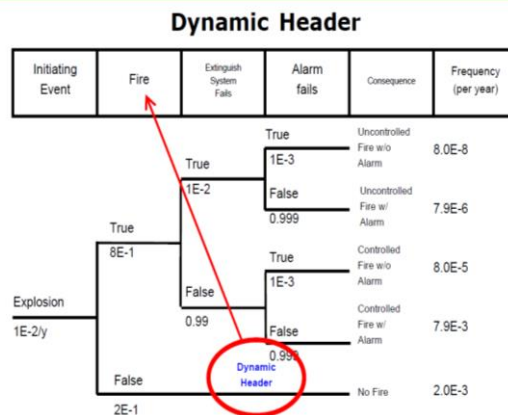 Dynamic Header
Initiating
Event
Fire
Extinguish
System
Fails
Alarm
fails
Consequence
Frequency
(per year)
True
1E-3
Uncontrolled
Fire w/o
Alarm
8.0E-8
True
1E-2
False
0.999
Uncontrolled
Fire w/
Alarm
7.9E-6
True
8E-1
True
1E-3
Controlled
Fire w/o
Alarm
8.0E-5
False
0.99
Explosion
1E-2/y
False
0.999
Controlled
Fire w/
Alarm
7.9E-3
False
2E-1
Dynamic
Header
No Fire
2.0E-3